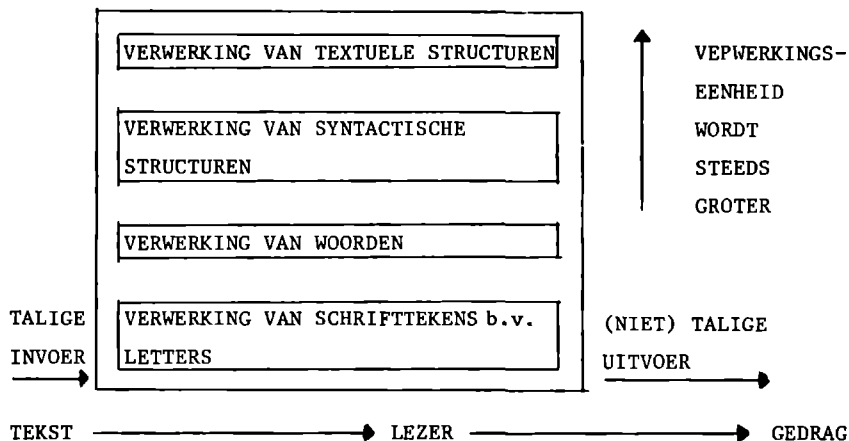 VERWERKING VAN TEXTUELE STRUCTUREN
VERWERKING VAN SYNTACTISCHE
STRUCTUREN
VERWERKING VAN WOORDEN
VERWERKING VAN SCHRIFTTEKENS b.v.
LETTERS
VEPWERKINGS-
EENHEID
WORDT
STEEDS
GROTER
TALIGE
INVOER
(NIET) TALIGE
UITVOER
TEKST LEZER GEDRAG